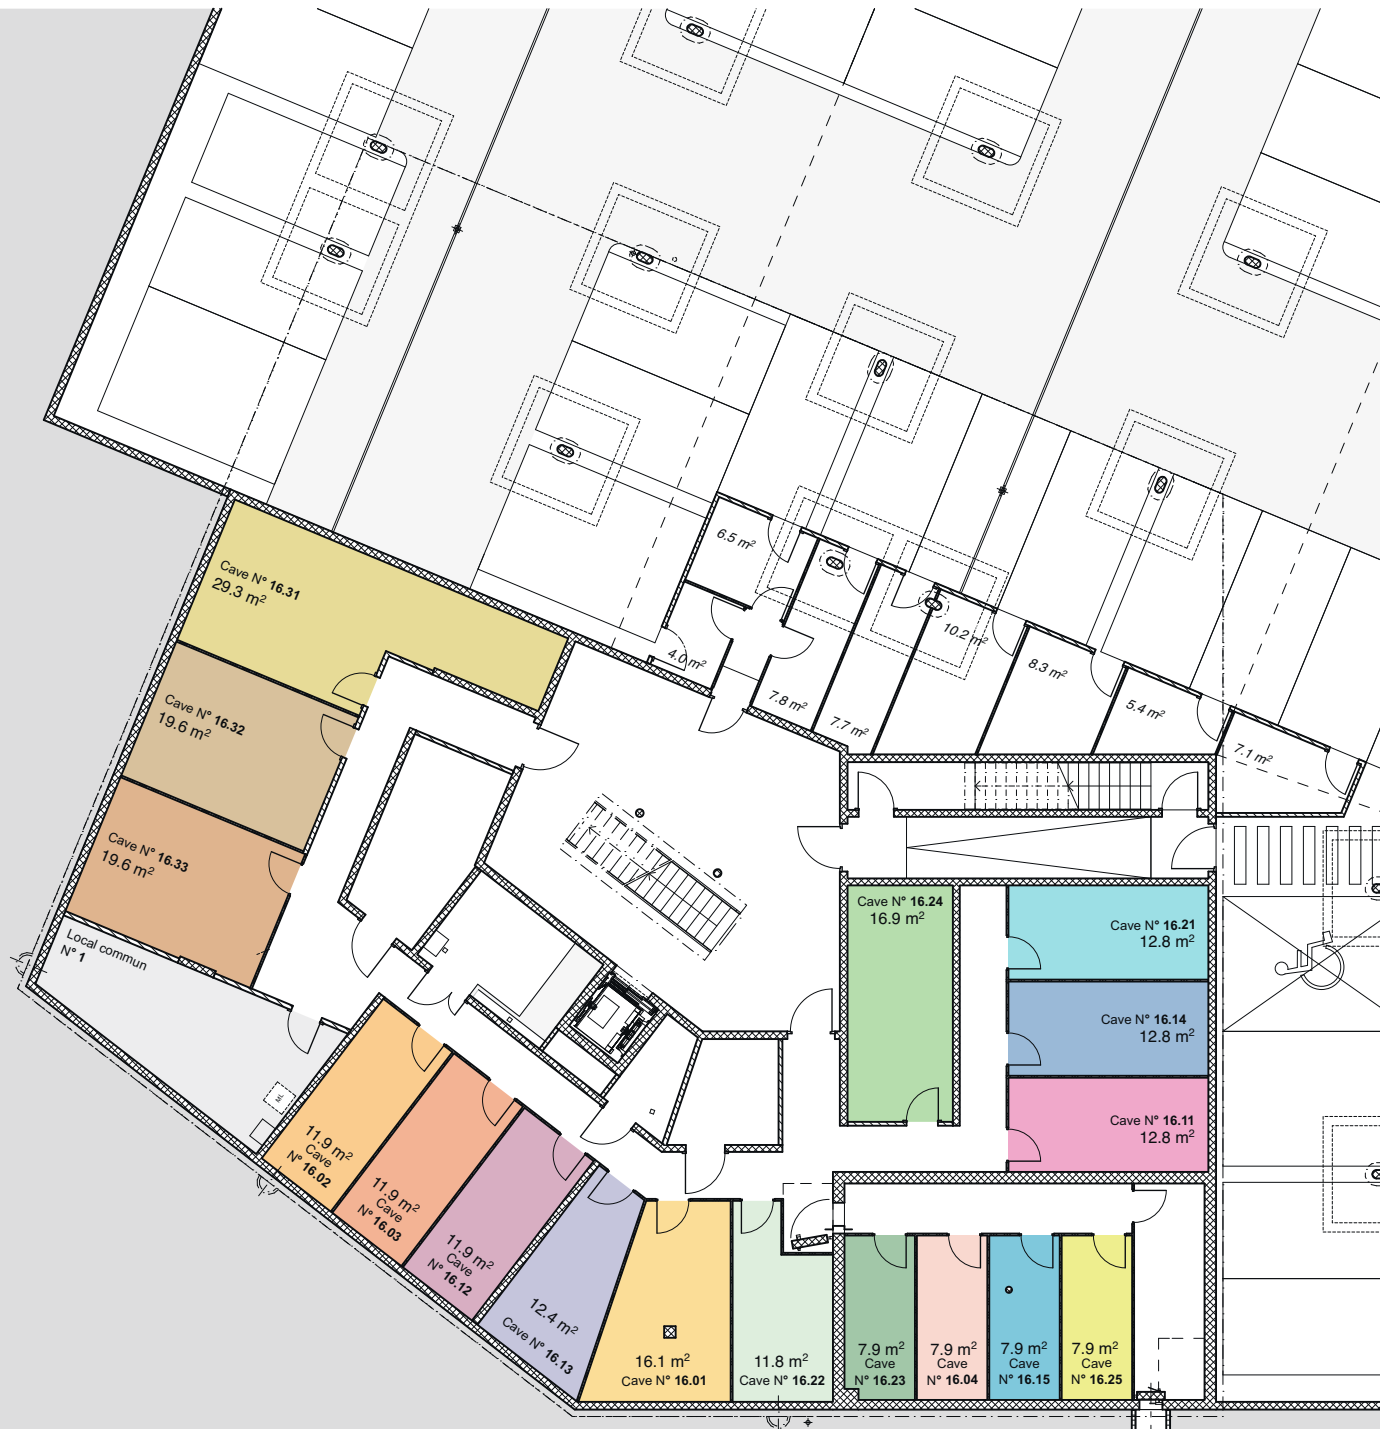 6.5 m²
4.0 m²
7.8 m²
7.7 m²
10.2 m²
8.3 m²
5.4 m²
7.1 m²
Cave N° 16.31
29.3 m²
Cave N° 16.32
19.6 m²
Cave N° 16.33
19.6 m²
Local commun
N° 1
Cave N° 16.24
16.9 m²
Cave N° 16.21
12.8 m²
Cave N° 16.14
12.8 m²
Cave N° 16.11
12.8 m²
11.9 m²
Cave
N° 16.02
11.9 m²
Cave
N° 16.03
11.9 m²
Cave
N° 16.12
12.4 m²
Cave N° 16.13
16.1 m²
Cave N° 16.01
11.8 m²
Cave N° 16.22
7.9 m²
Cave
N° 16.23
7.9 m²
Cave
N° 16.04
7.9 m²
Cave
N° 16.15
7.9 m²
Cave
N° 16.25